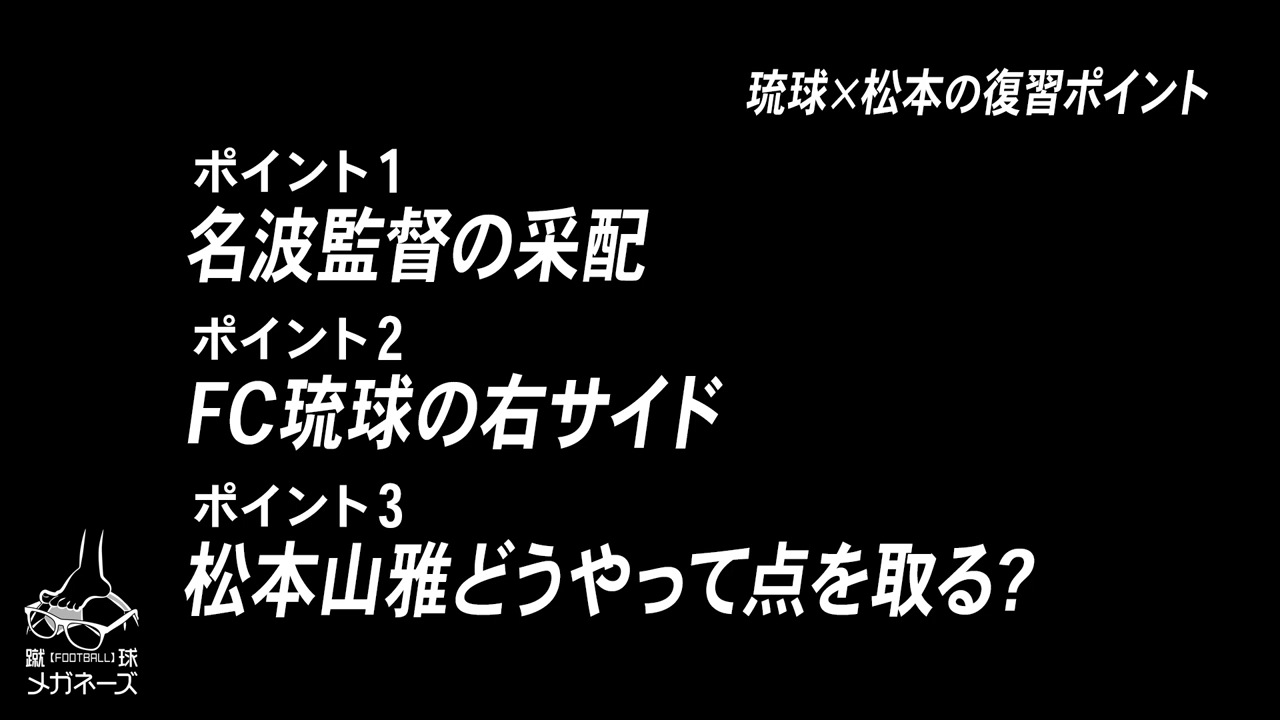 琉球×松本の復習ポイント
ポイント1
名波監督の采配
ポイント2
FC琉球の右サイド
ポイント3
松本山雅どうやって点を取る?
蹴【FOOTBALL】球
メガネーズ